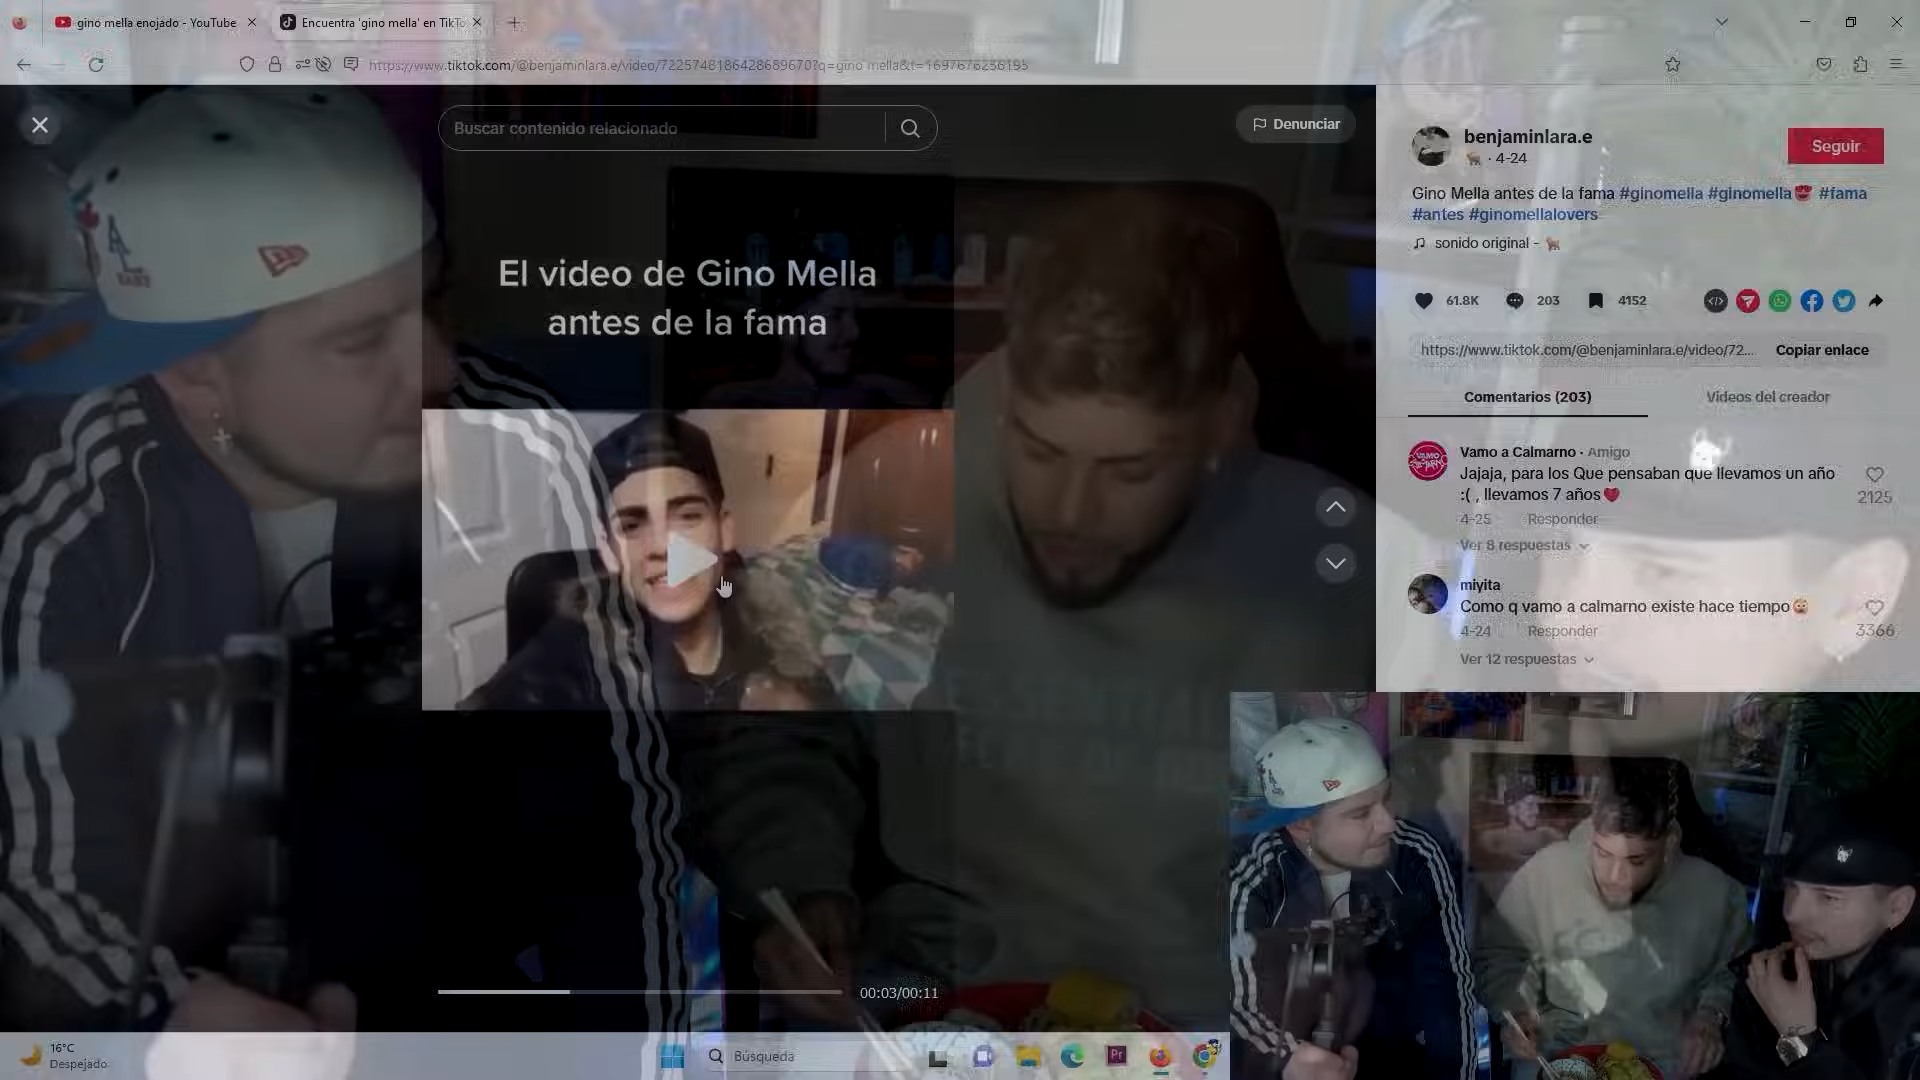 gino mella enojado - YouTube
Encuentra 'gino mella' en TikTo
https://www.tiktok.com/@benjaminlara.e/video/7225748186428689670?q=gino mella&t=1697676256195
Buscar contenido relacionado
Denunciar
El video de Gino Mella
antes de la fama
00:03/00:11
benjaminlara.e
· 4-24
Seguir
Gino Mella antes de la fama #ginomella #ginomella #fama
#antes #ginomellalovers
sonido original -
61.8K
203
4152
https://www.tiktok.com/@benjaminlara.e/video/72...
Copiar enlace
Comentarios (203)
Videos del creador
Vamo a Calmarno · Amigo
Jajaja, para los Que pensaban que llevamos un año
:( , llevamos 7 años
2125
4-25
Responder
Ver 8 respuestas
miyita
Como q vamo a calmarno existe hace tiempo
3366
4-24
Responder
Ver 12 respuestas
16°C
Despejado
Búsqueda
Pr